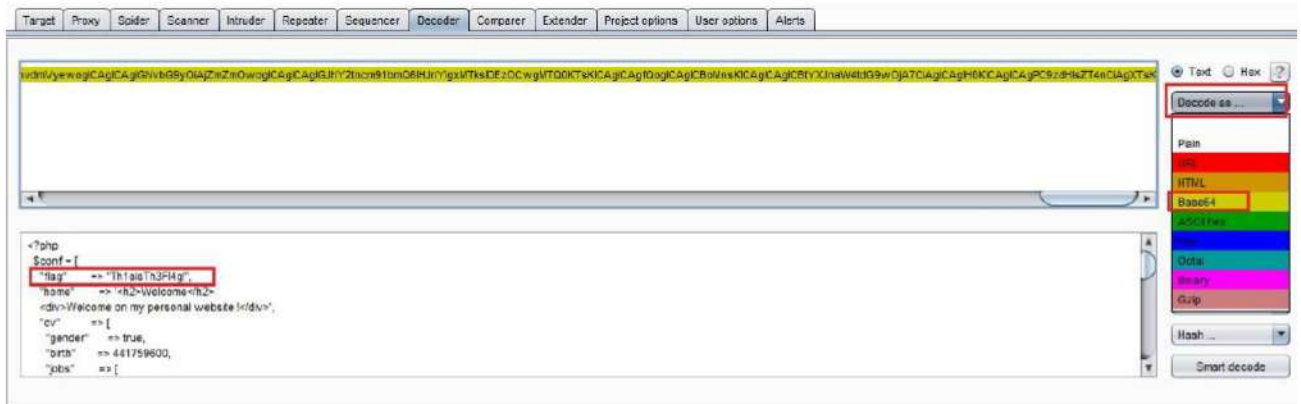 Target Proxy Spider Scanner Intruder Repeater Sequencer Decoder Comparer Extender Project options User options Alerts
Text Hex ?
Decode as ...
Plain
URL
HTML
Base64
ASCII hex
Hex
Octal
Binary
Gzip
Hash ...
Smart decode
<?php
$conf = [
"flag" => "Th1sIsTh3Fl4g",
"home" => '<h2>Welcome</h2>
<div>Welcome on my personal website !</div>',
"cv" => [
"gender" => true,
"birth" => 441759600,
"jobs" => [